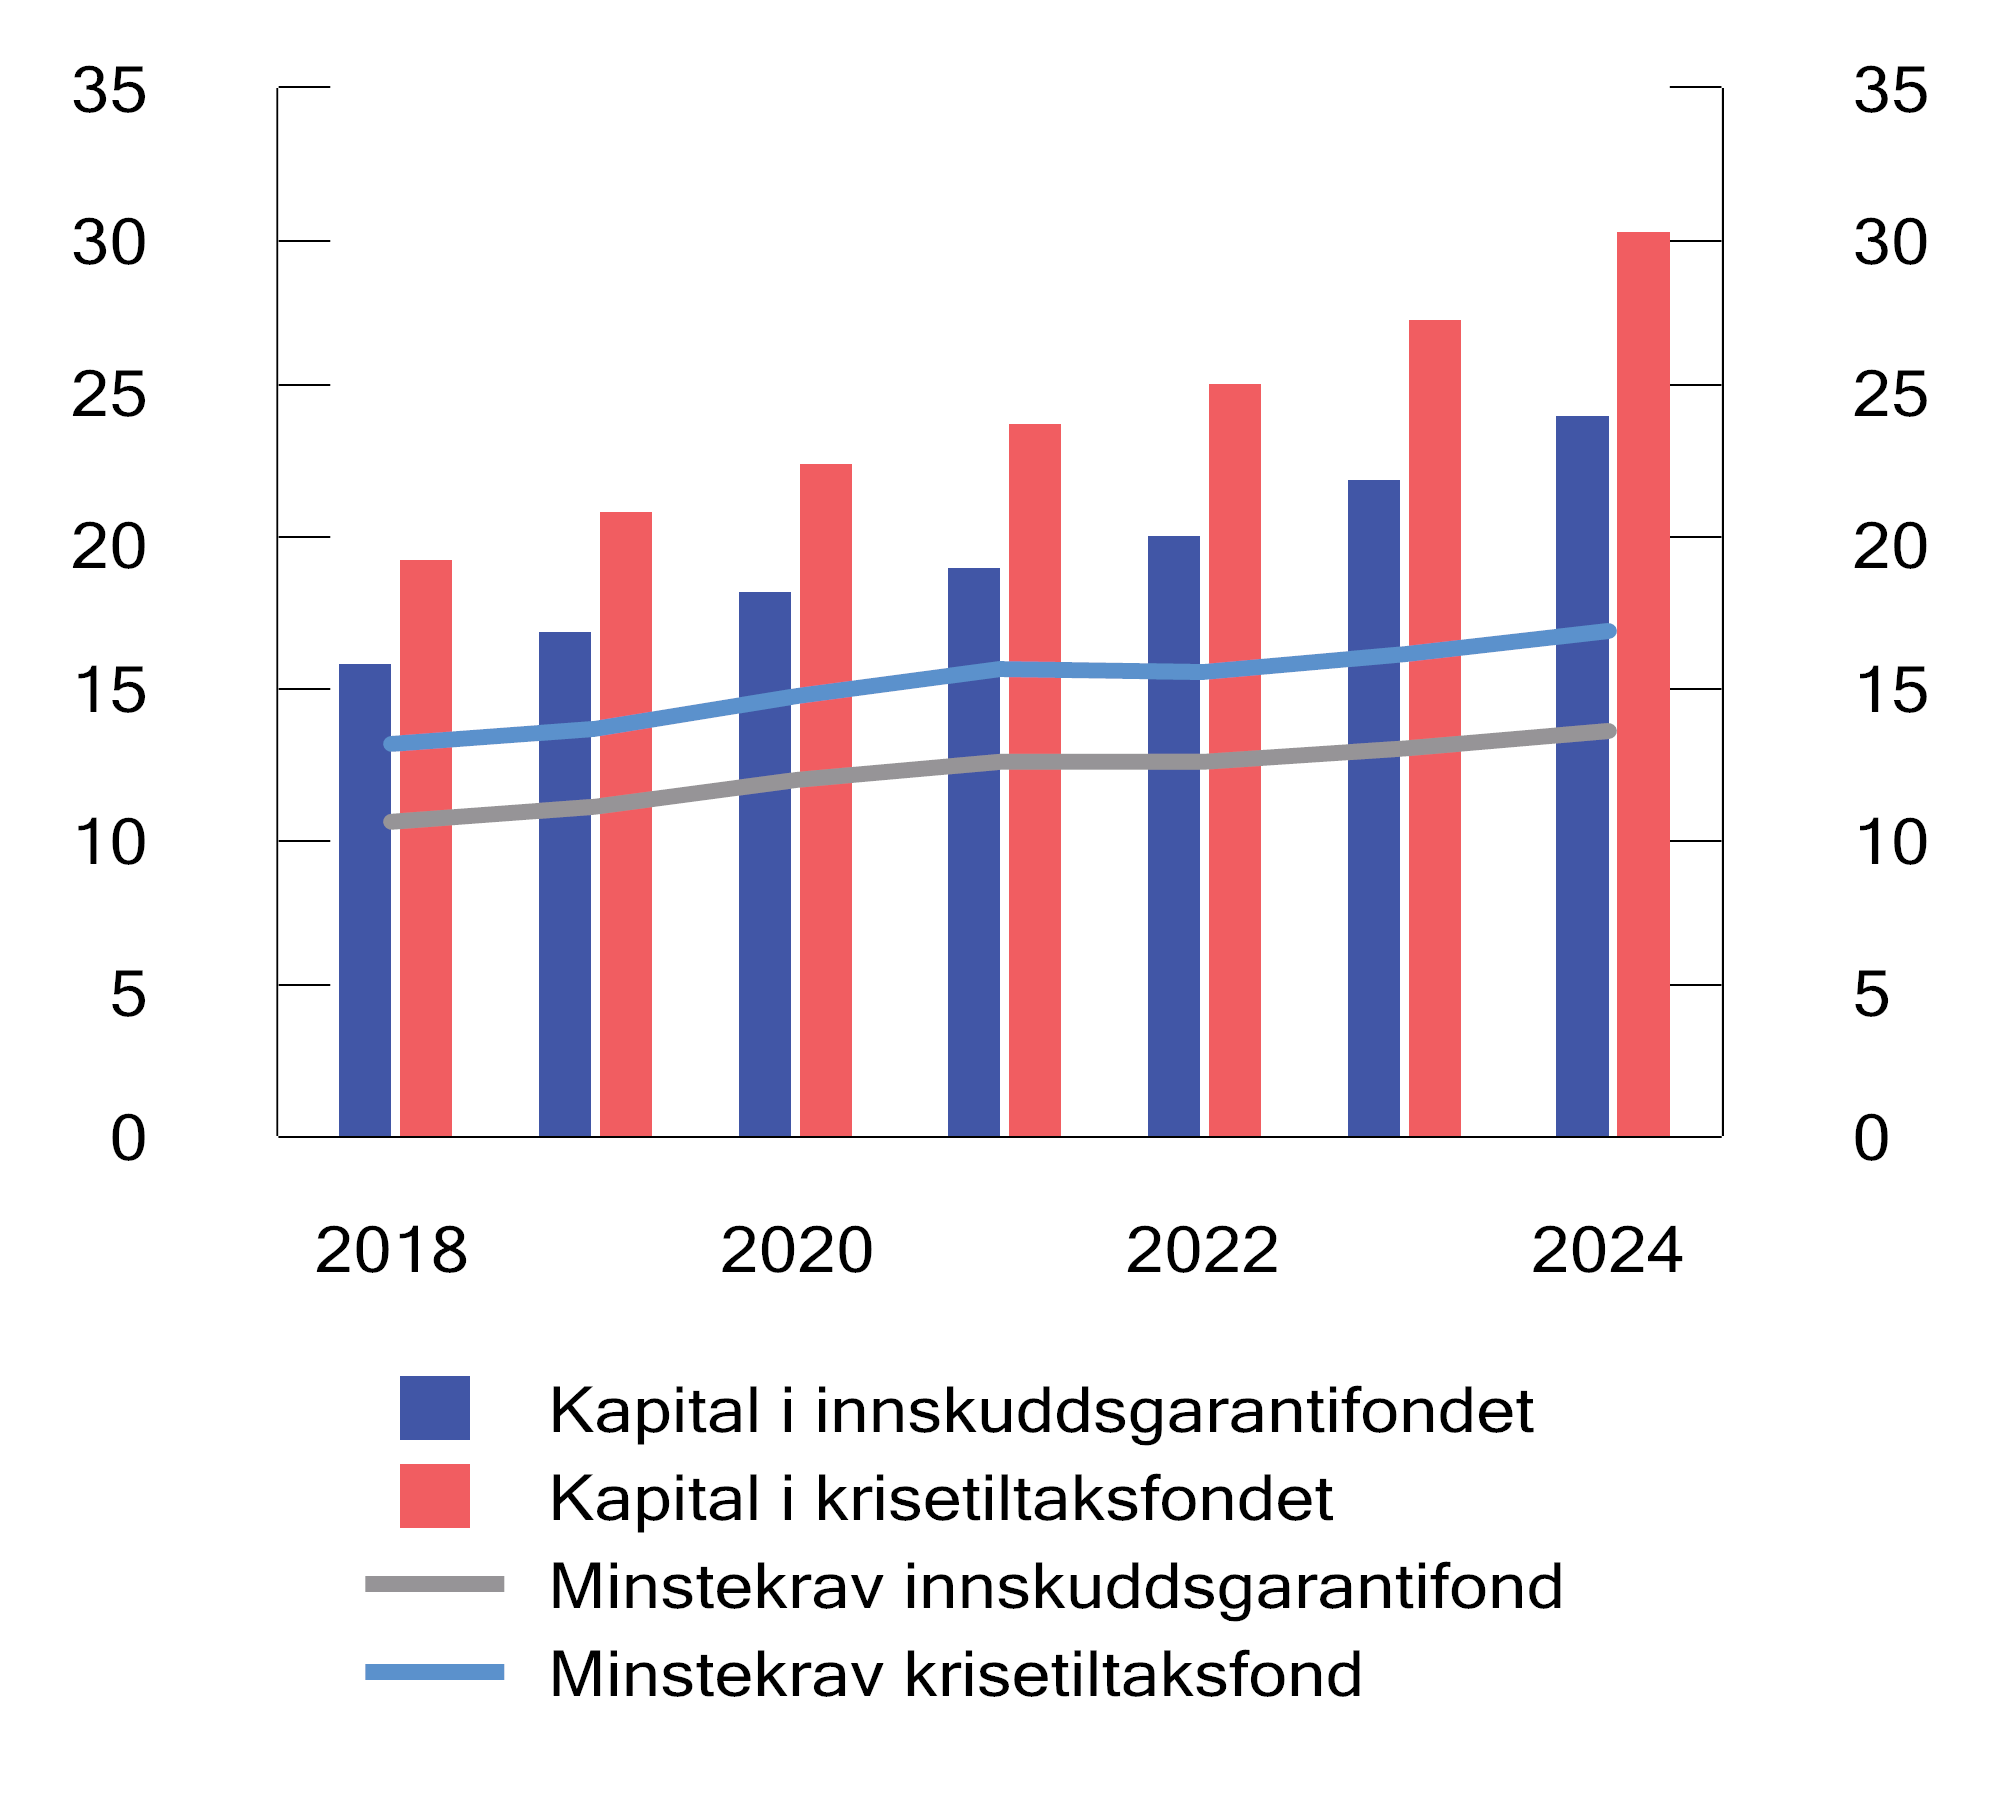 35 35
30 30
25 25
20 20
15 15
10 10
5 5
0 0
2018 2020 2022 2024
Kapital i innskuddsgarantifondet
Kapital i krisetiltaksfondet
Minstekrav innskuddsgarantifond
Minstekrav krisetiltaksfond